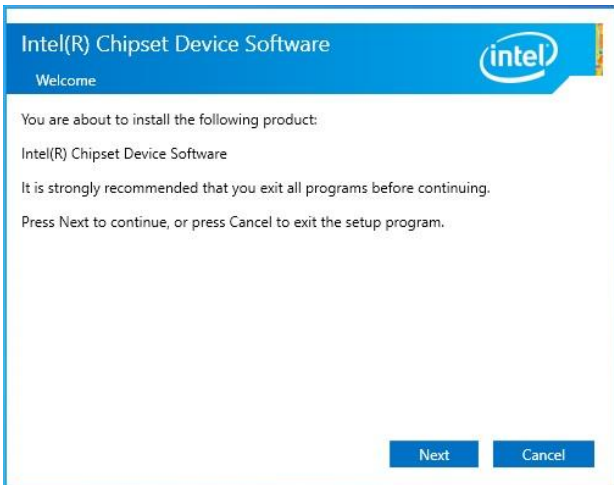 Intel(R) Chipset Device Software
intel
Welcome
You are about to install the following product:
Intel(R) Chipset Device Software
It is strongly recommended that you exit all programs before continuing.
Press Next to continue, or press Cancel to exit the setup program.
Next
Cancel